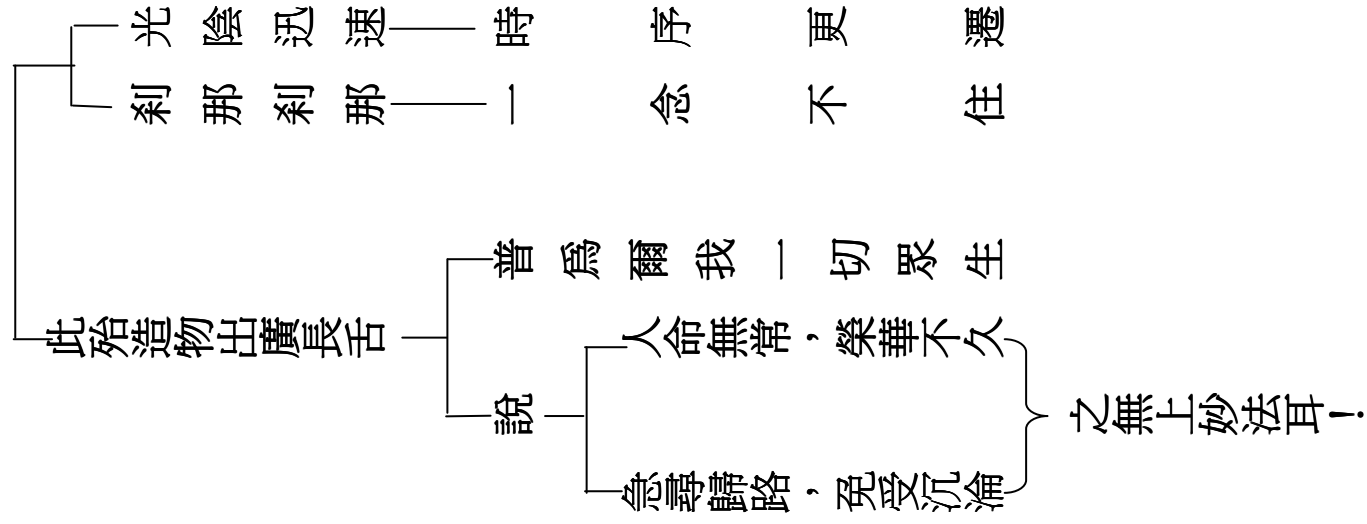 光陰迅速 時序更遷
剎那剎那 一念不住
此殆造物出廣長舌
普為爾我一切眾生
說
人命無常，榮華不久
急尋歸路，免受沉淪
之無上妙法耳！